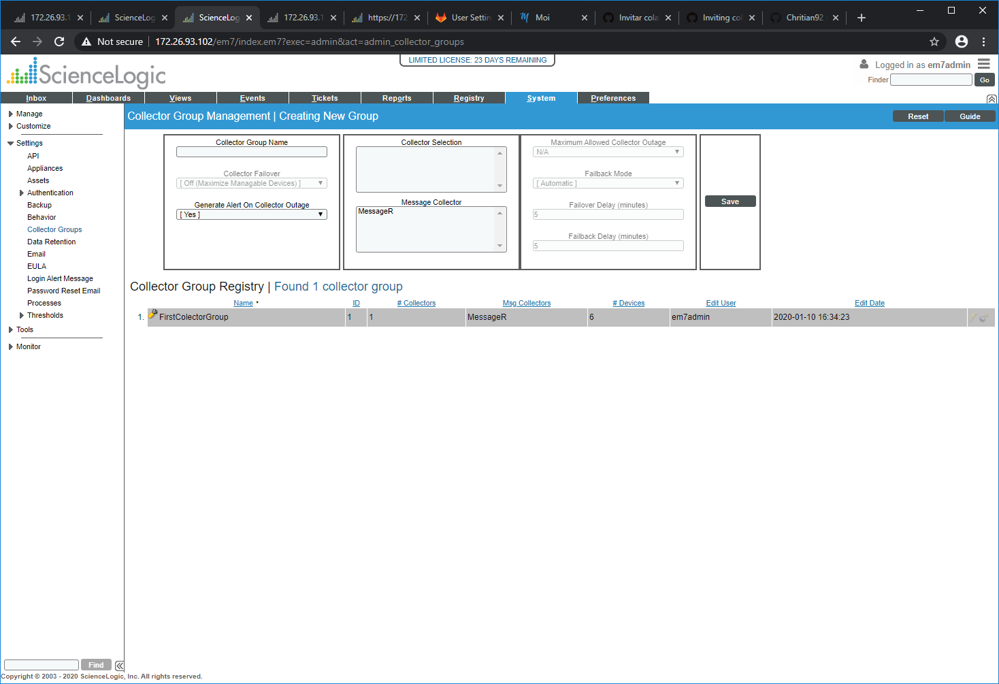 172.26.93.1
ScienceLog
ScienceLog
172.26.93.1
https://172
User Settin
Moi
Invitar cola
Inviting col
Chritian92
Not secure
172.26.93.102/em7/index.em7?exec=admin&act=admin_collector_groups
ScienceLogic
LIMITED LICENSE: 23 DAYS REMAINING
Logged in as em7admin
Finder
Go
Inbox
Dashboards
Views
Events
Tickets
Reports
Registry
System
Preferences
Manage
Customize
Settings
API
Appliances
Assets
Authentication
Backup
Behavior
Collector Groups
Data Retention
Email
EULA
Login Alert Message
Password Reset Email
Processes
Thresholds
Tools
Monitor
Find
Collector Group Management | Creating New Group
Reset
Guide
Collector Group Name
Collector Failover
[ Off (Maximize Managable Devices) ]
Generate Alert On Collector Outage
[ Yes ]
Collector Selection
Message Collector
MessageR
Maximum Allowed Collector Outage
N/A
Failback Mode
[ Automatic ]
Failover Delay (minutes)
5
Failback Delay (minutes)
5
Save
Collector Group Registry | Found 1 collector group
Name ID # Collectors Msg Collectors # Devices Edit User Edit Date
1. FirstColectorGroup 1 1 MessageR 6 em7admin 2020-01-10 16:34:23
Copyright © 2003 - 2020 ScienceLogic, Inc. All rights reserved.